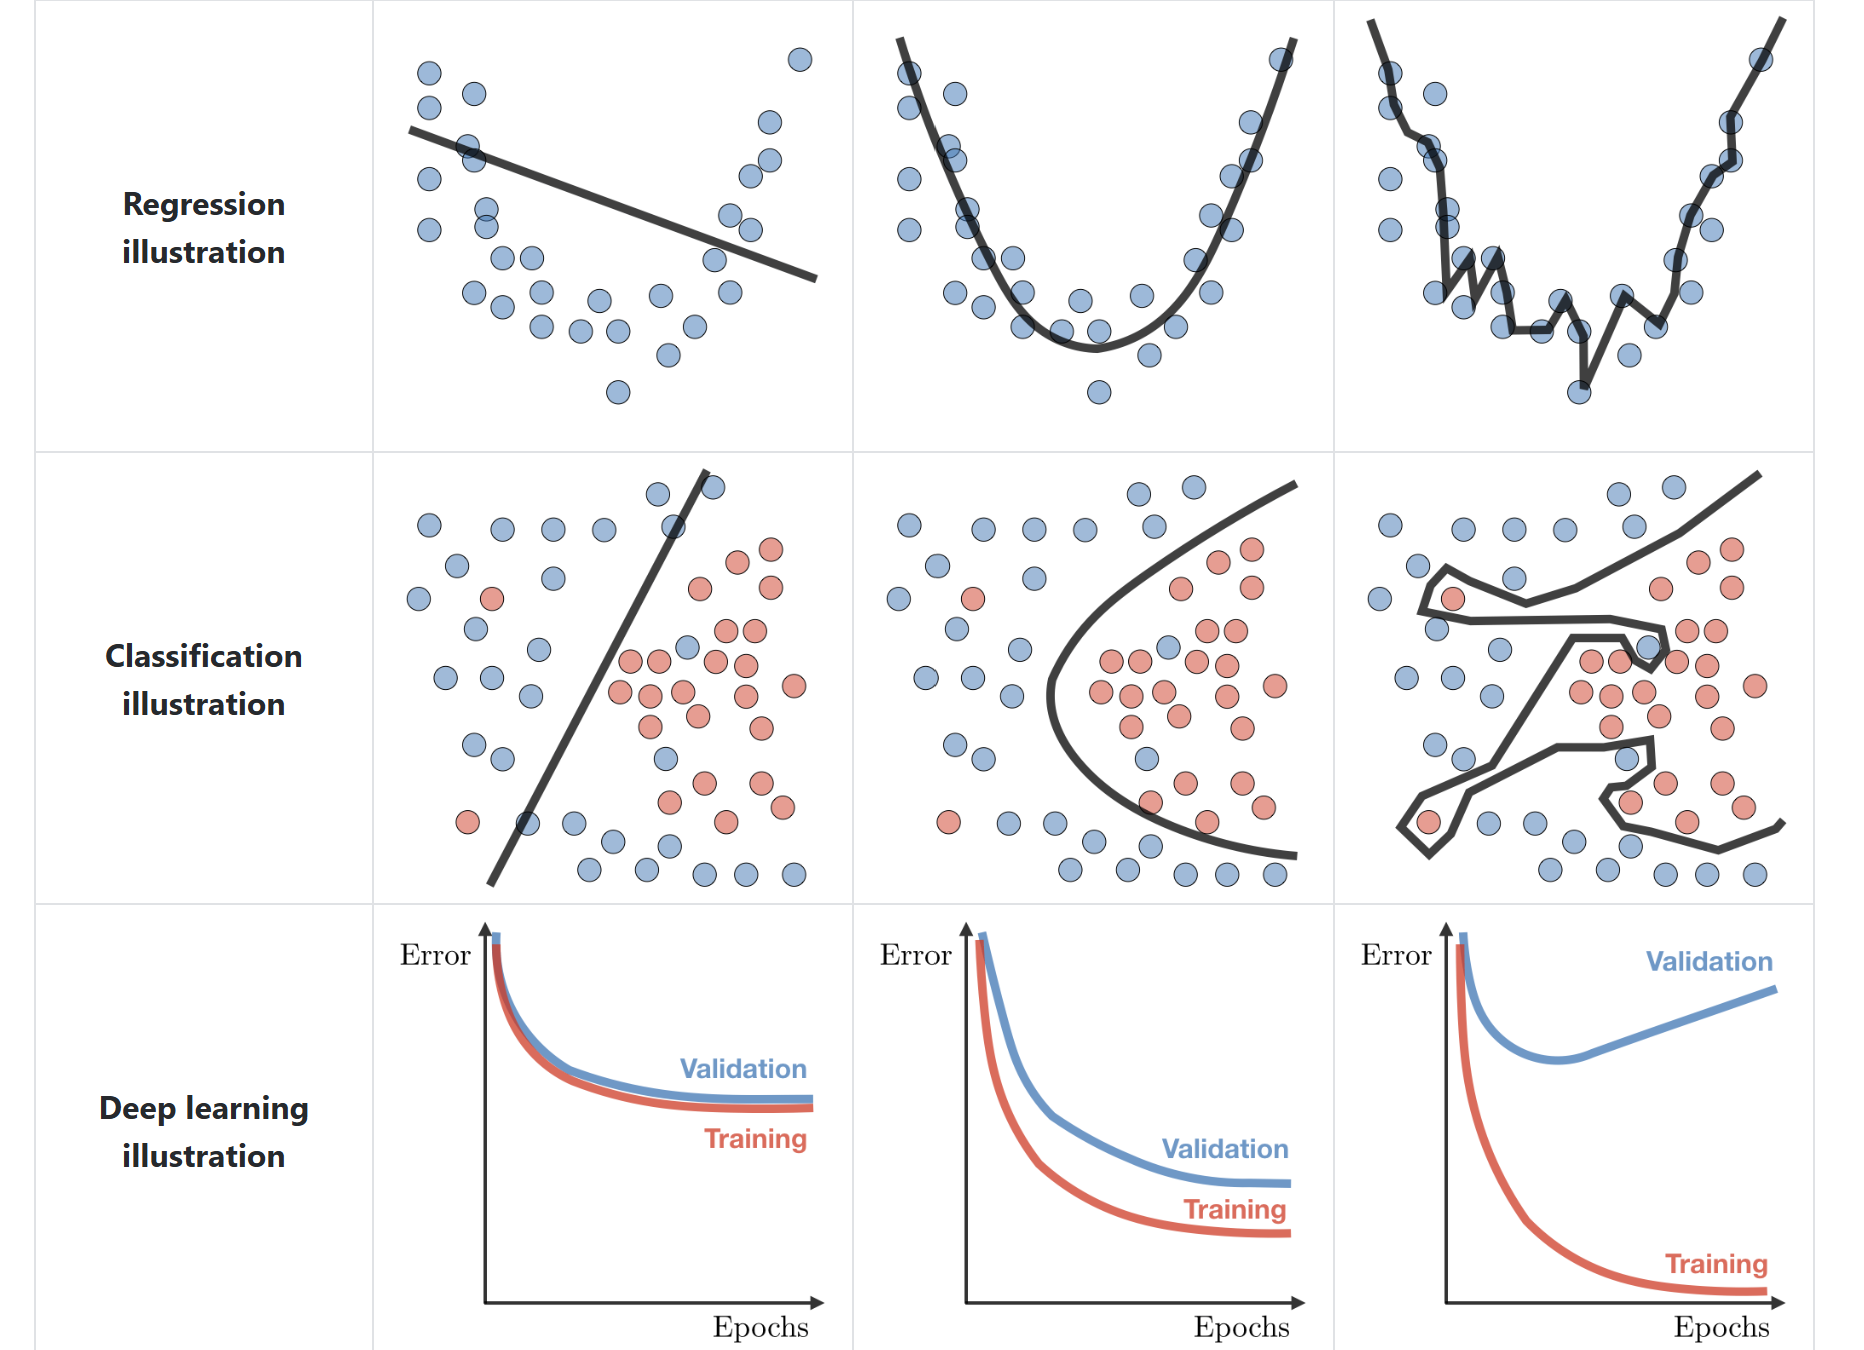 Regression
illustration
Classification
illustration
Deep learning
illustration
Error
Validation
Training
Epochs
Error
Validation
Training
Epochs
Error
Validation
Training
Epochs